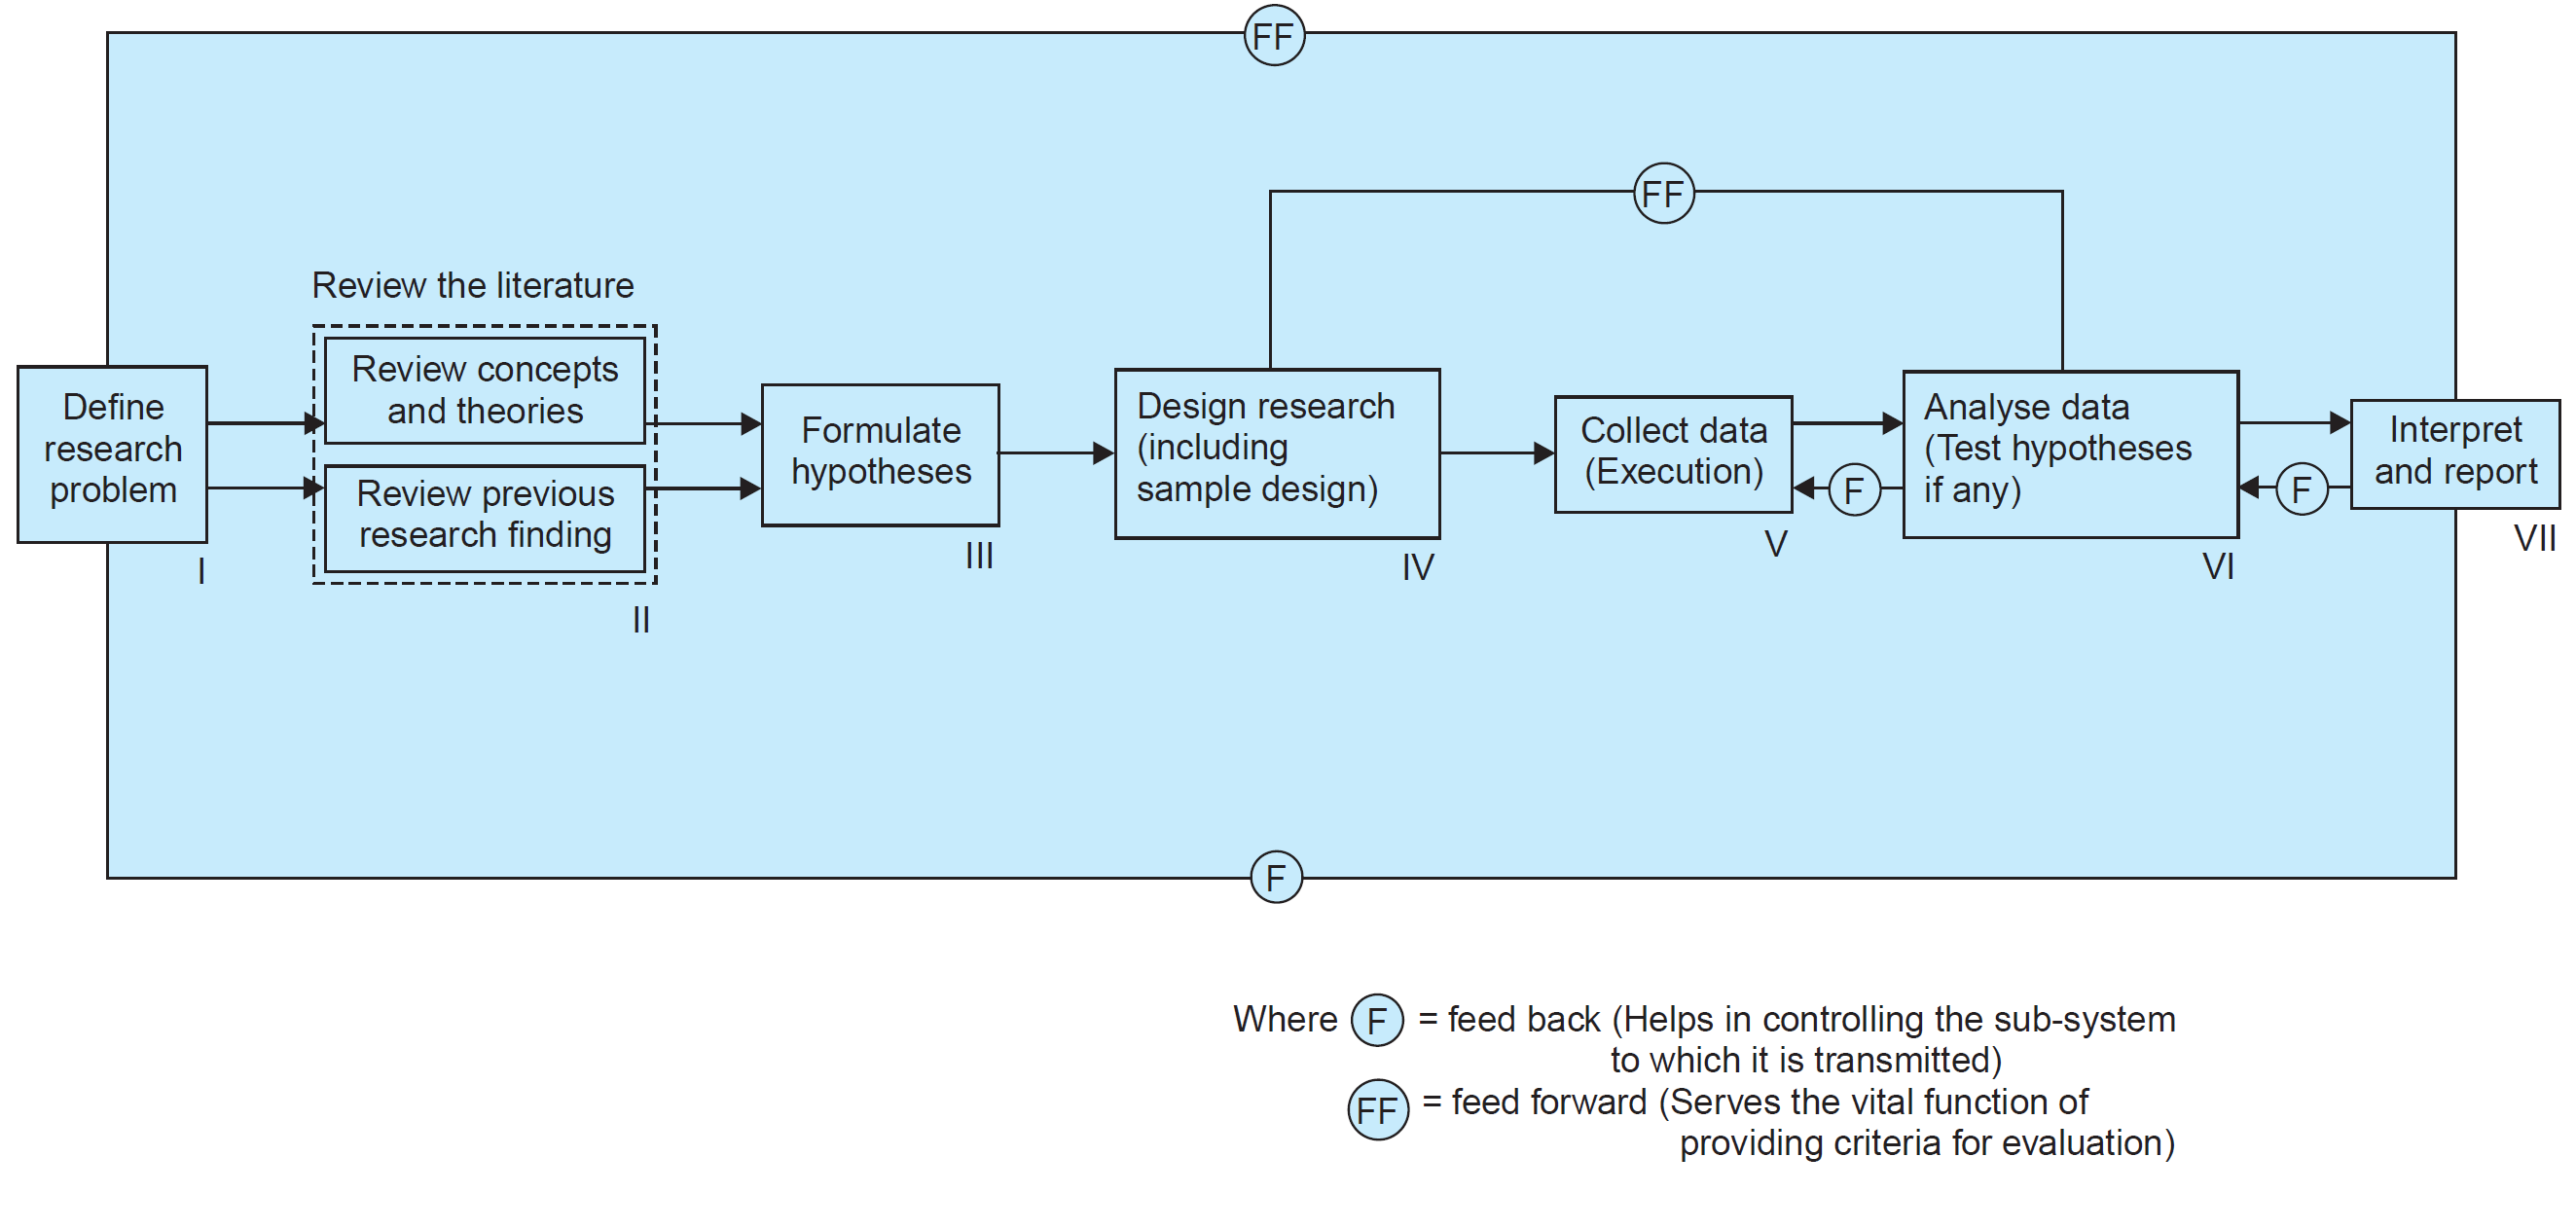 FF
FF
Review the literature
Define
research
problem
I
Review concepts
and theories
Review previous
research finding
II
Formulate
hypotheses
III
Design research
(including
sample design)
IV
Collect data
(Execution)
V
F
Analyse data
(Test hypotheses
if any)
VI
F
Interpret
and report
VII
F
Where F = feed back (Helps in controlling the sub-system
to which it is transmitted)
FF = feed forward (Serves the vital function of
providing criteria for evaluation)